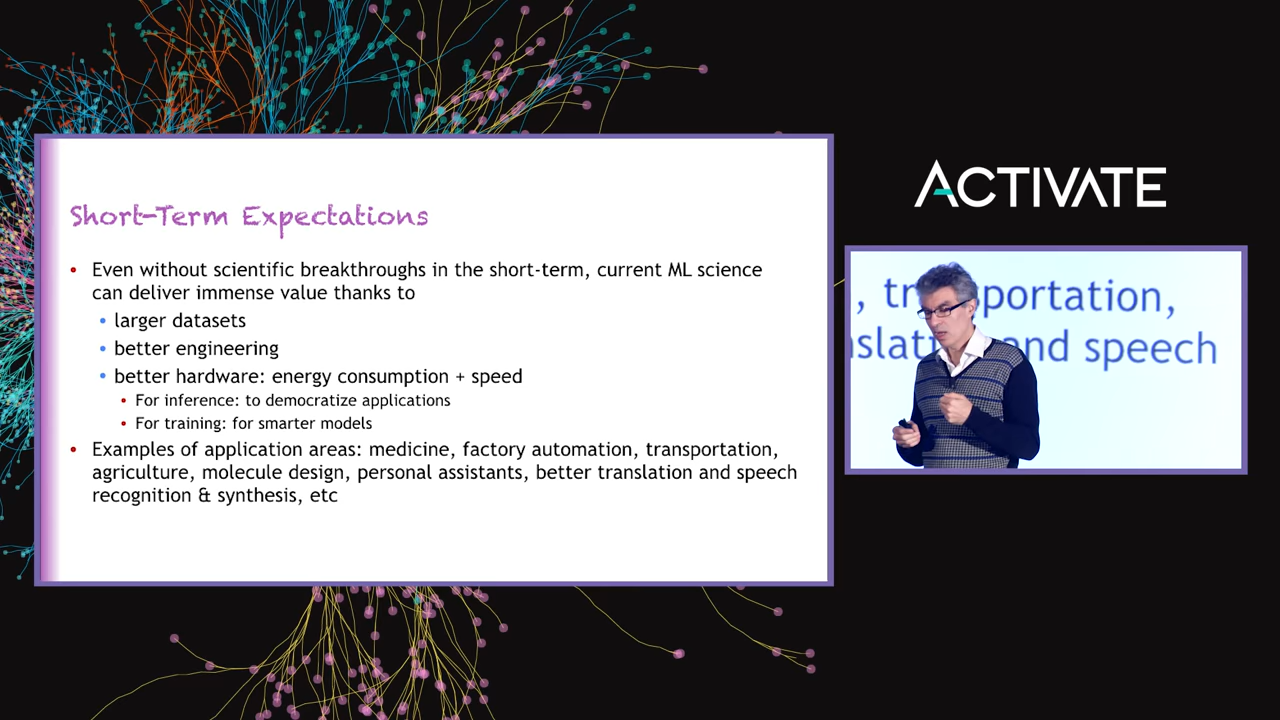 Short-Term Expectations
• Even without scientific breakthroughs in the short-term, current ML science
can deliver immense value thanks to
• larger datasets
• better engineering
• better hardware: energy consumption + speed
• For inference: to democratize applications
• For training: for smarter models
• Examples of application areas: medicine, factory automation, transportation,
agriculture, molecule design, personal assistants, better translation and speech
recognition & synthesis, etc
ACTIVATE
, tr sportation,
nslati and speech